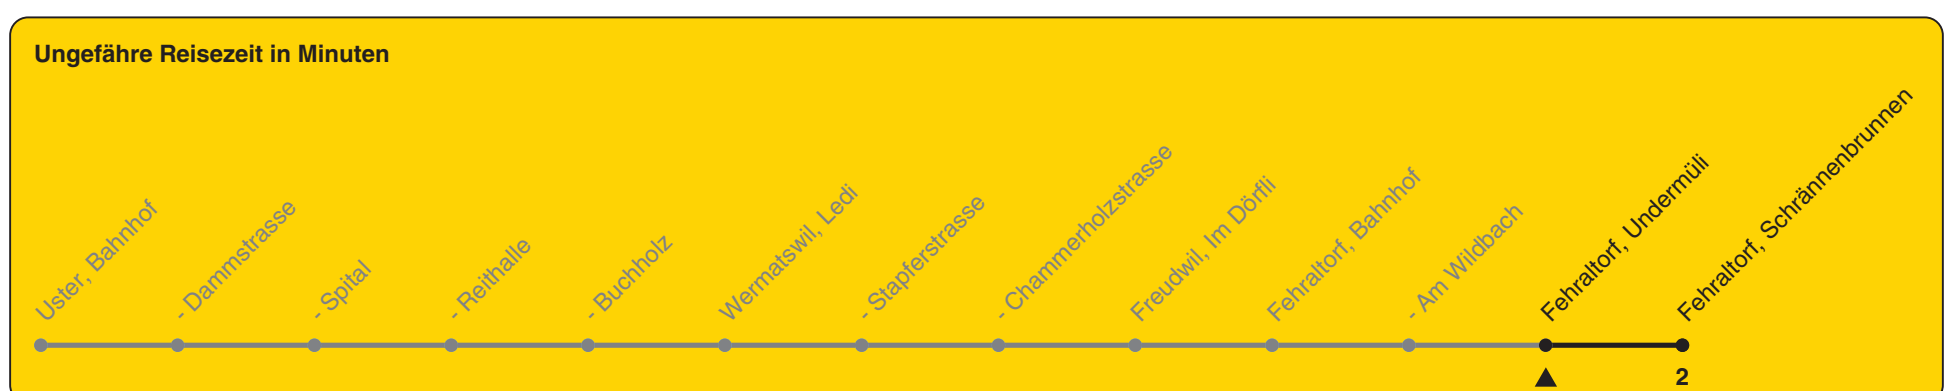 Ungefähre Reisezeit in Minuten
Uster, Bahnhof
- Dammstrasse
- Spital
- Reithalle
- Buchholz
Wermatswil, Ledi
- Stapferstrasse
- Chammerholzstrasse
Freudwil, Im Dörfli
Fehraltorf, Bahnhof
- Am Wildbach
Fehraltorf, Undermüli
Fehraltorf, Schrännenbrunnen
2